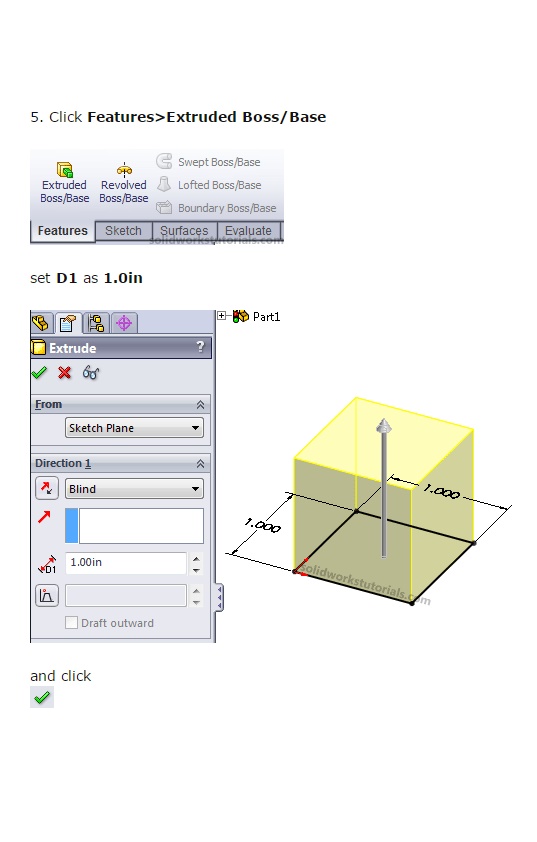 5. Click Features>Extruded Boss/Base
Extruded Boss/Base
Revolved Boss/Base
Swept Boss/Base
Lofted Boss/Base
Boundary Boss/Base
Features Sketch Surfaces Evaluate
solidworkstutorials.com
set D1 as 1.0in
Part1
Extrude ?
From
Sketch Plane
Direction 1
Blind
D1 1.00in
Draft outward
1.000
1.000
solidworkstutorials.com
and click